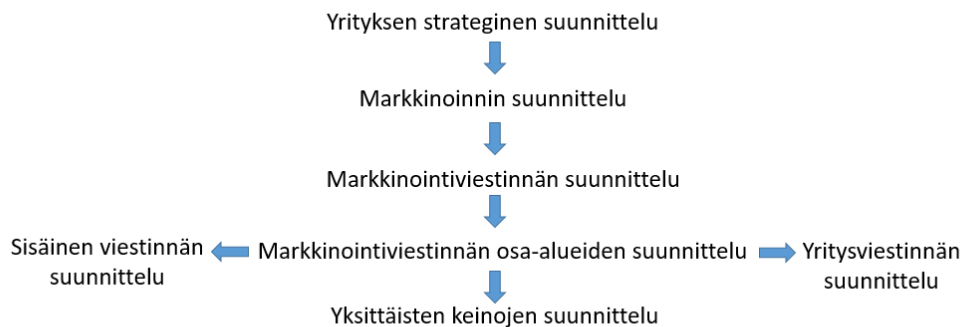 Yrityksen strateginen suunnittelu
Markkinoinnin suunnittelu
Markkinointiviestinnän suunnittelu
Sisäinen viestinnän
suunnittelu
Markkinointiviestinnän osa-alueiden suunnittelu
Yritysviestinnän
suunnittelu
Yksittäisten keinojen suunnittelu